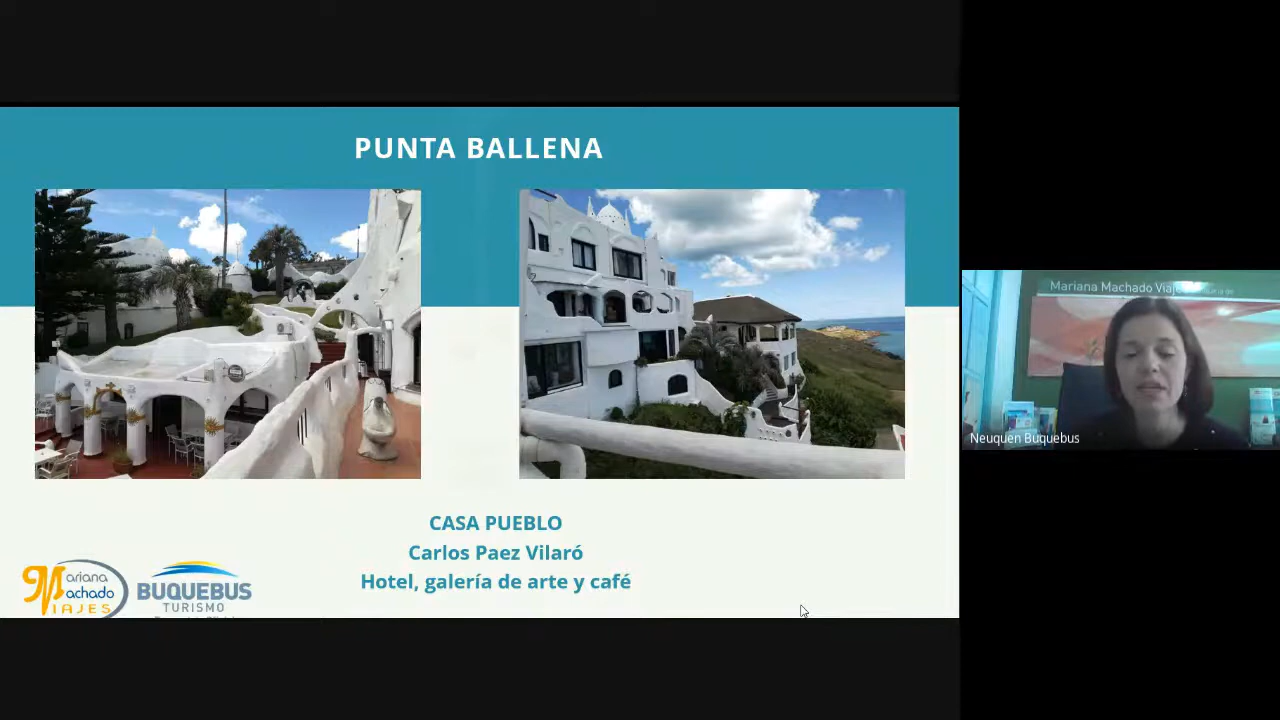 PUNTA BALLENA
CASA PUEBLO
Carlos Paez Vilaró
Hotel, galería de arte y café
Mariana
Machado
VIAJES
BUQUEBUS
TURISMO
Mariana Machado Viajes
Neuquen Buquebus